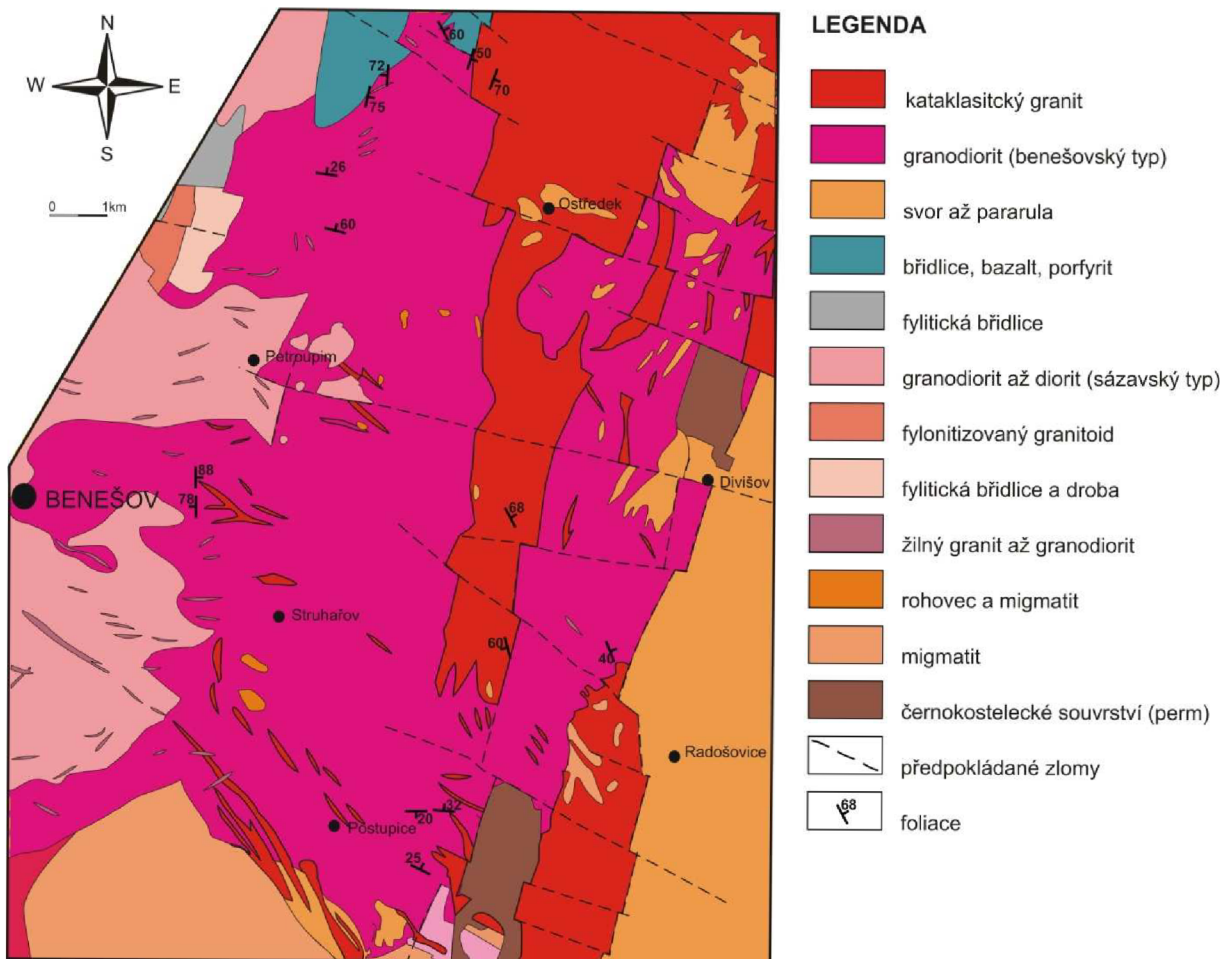 N
W E
S
0 1km
60
50
72
70
75
26
Ostředek
60
Petroupim
88
Divišov
BENEŠOV
78
68
Struhařov
60
40
Radošovice
32
20
Postupice
25
LEGENDA
kataklasitcký granit
granodiorit (benešovský typ)
svor až pararula
břidlice, bazalt, porfyrit
fylitická břidlice
granodiorit až diorit (sázavský typ)
fylonitizovaný granitoid
fylitická břidlice a droba
žilný granit až granodiorit
rohovec a migmatit
migmatit
černokostelecké souvrství (perm)
předpokládané zlomy
68
foliace